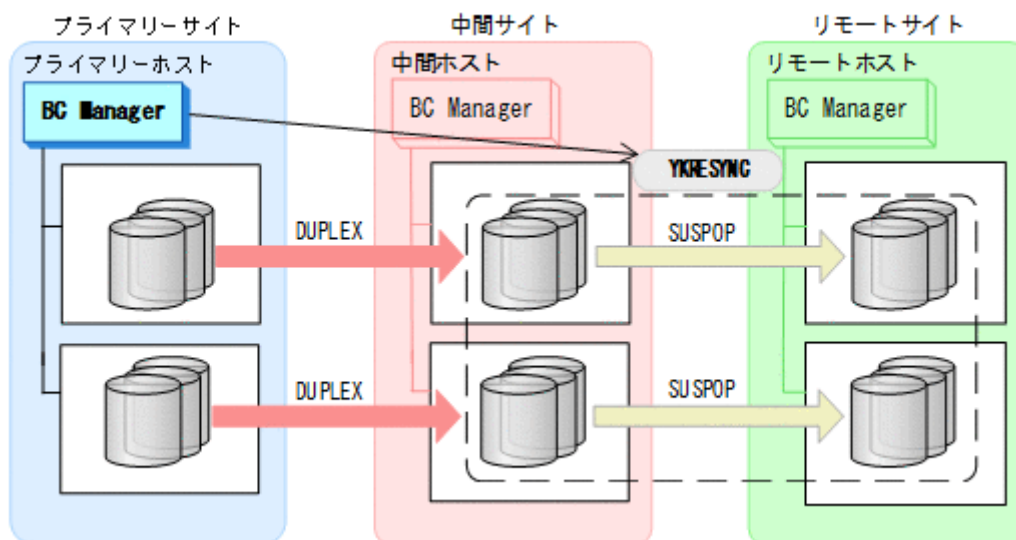 プライマリーサイト
中間サイト
リモートサイト
プライマリーホスト
中間ホスト
リモートホスト
BC Manager
BC Manager
BC Manager
YKRESYNC
DUPLEX
SUSPOP
DUPLEX
SUSPOP